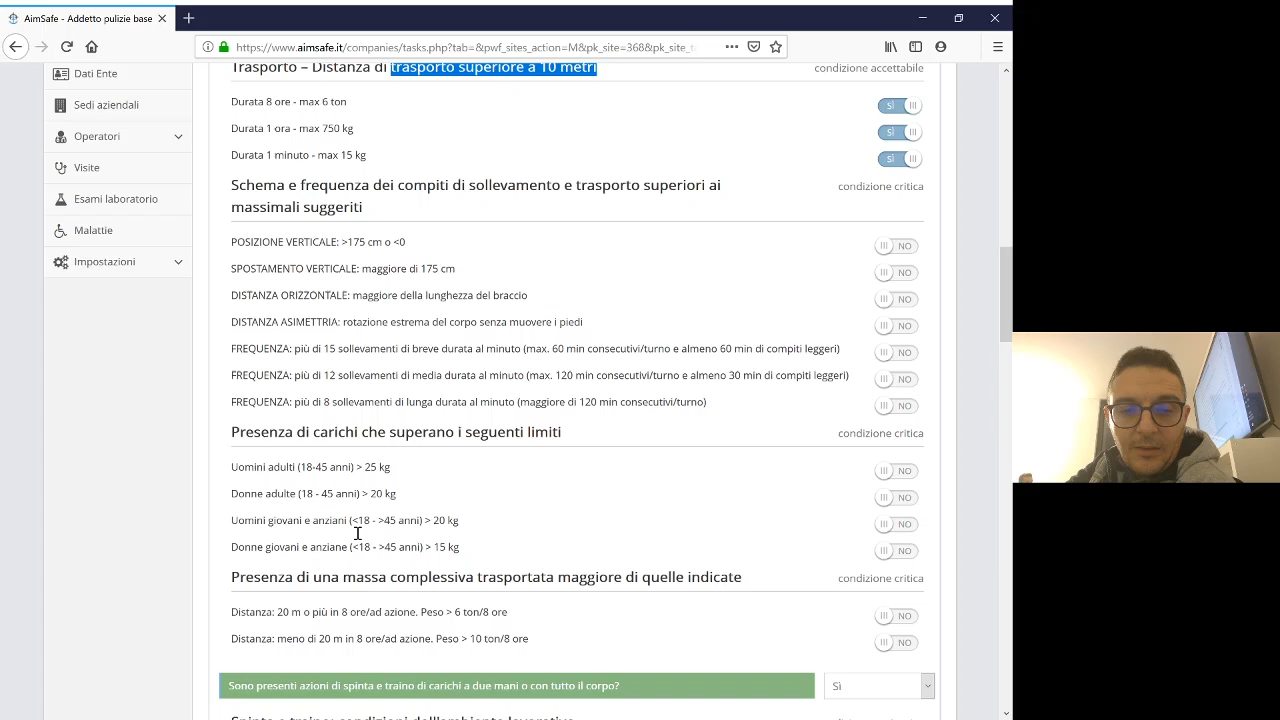 AimSafe - Addetto pulizie base
https://www.aimsafe.it/companies/tasks.php?tab=&pwf_sites_action=M&pk_site=368&pk_site_t
Dati Ente
Sedi aziendali
Operatori
Visite
Esami laboratorio
Malattie
Impostazioni
Trasporto – Distanza di trasporto superiore a 10 metri condizione accettabile
Durata 8 ore - max 6 ton SÌ
Durata 1 ora - max 750 kg SÌ
Durata 1 minuto - max 15 kg SÌ
Schema e frequenza dei compiti di sollevamento e trasporto superiori ai condizione critica
massimali suggeriti
POSIZIONE VERTICALE: >175 cm o <0 NO
SPOSTAMENTO VERTICALE: maggiore di 175 cm NO
DISTANZA ORIZZONTALE: maggiore della lunghezza del braccio NO
DISTANZA ASIMETTRIA: rotazione estrema del corpo senza muovere i piedi NO
FREQUENZA: più di 15 sollevamenti di breve durata al minuto (max. 60 min consecutivi/turno e almeno 60 min di compiti leggeri) NO
FREQUENZA: più di 12 sollevamenti di media durata al minuto (max. 120 min consecutivi/turno e almeno 30 min di compiti leggeri) NO
FREQUENZA: più di 8 sollevamenti di lunga durata al minuto (maggiore di 120 min consecutivi/turno) NO
Presenza di carichi che superano i seguenti limiti condizione critica
Uomini adulti (18-45 anni) > 25 kg NO
Donne adulte (18 - 45 anni) > 20 kg NO
Uomini giovani e anziani (<18 - >45 anni) > 20 kg NO
Donne giovani e anziane (<18 - >45 anni) > 15 kg NO
Presenza di una massa complessiva trasportata maggiore di quelle indicate condizione critica
Distanza: 20 m o più in 8 ore/ad azione. Peso > 6 ton/8 ore NO
Distanza: meno di 20 m in 8 ore/ad azione. Peso > 10 ton/8 ore NO
Sono presenti azioni di spinta e traino di carichi a due mani o con tutto il corpo? Sì